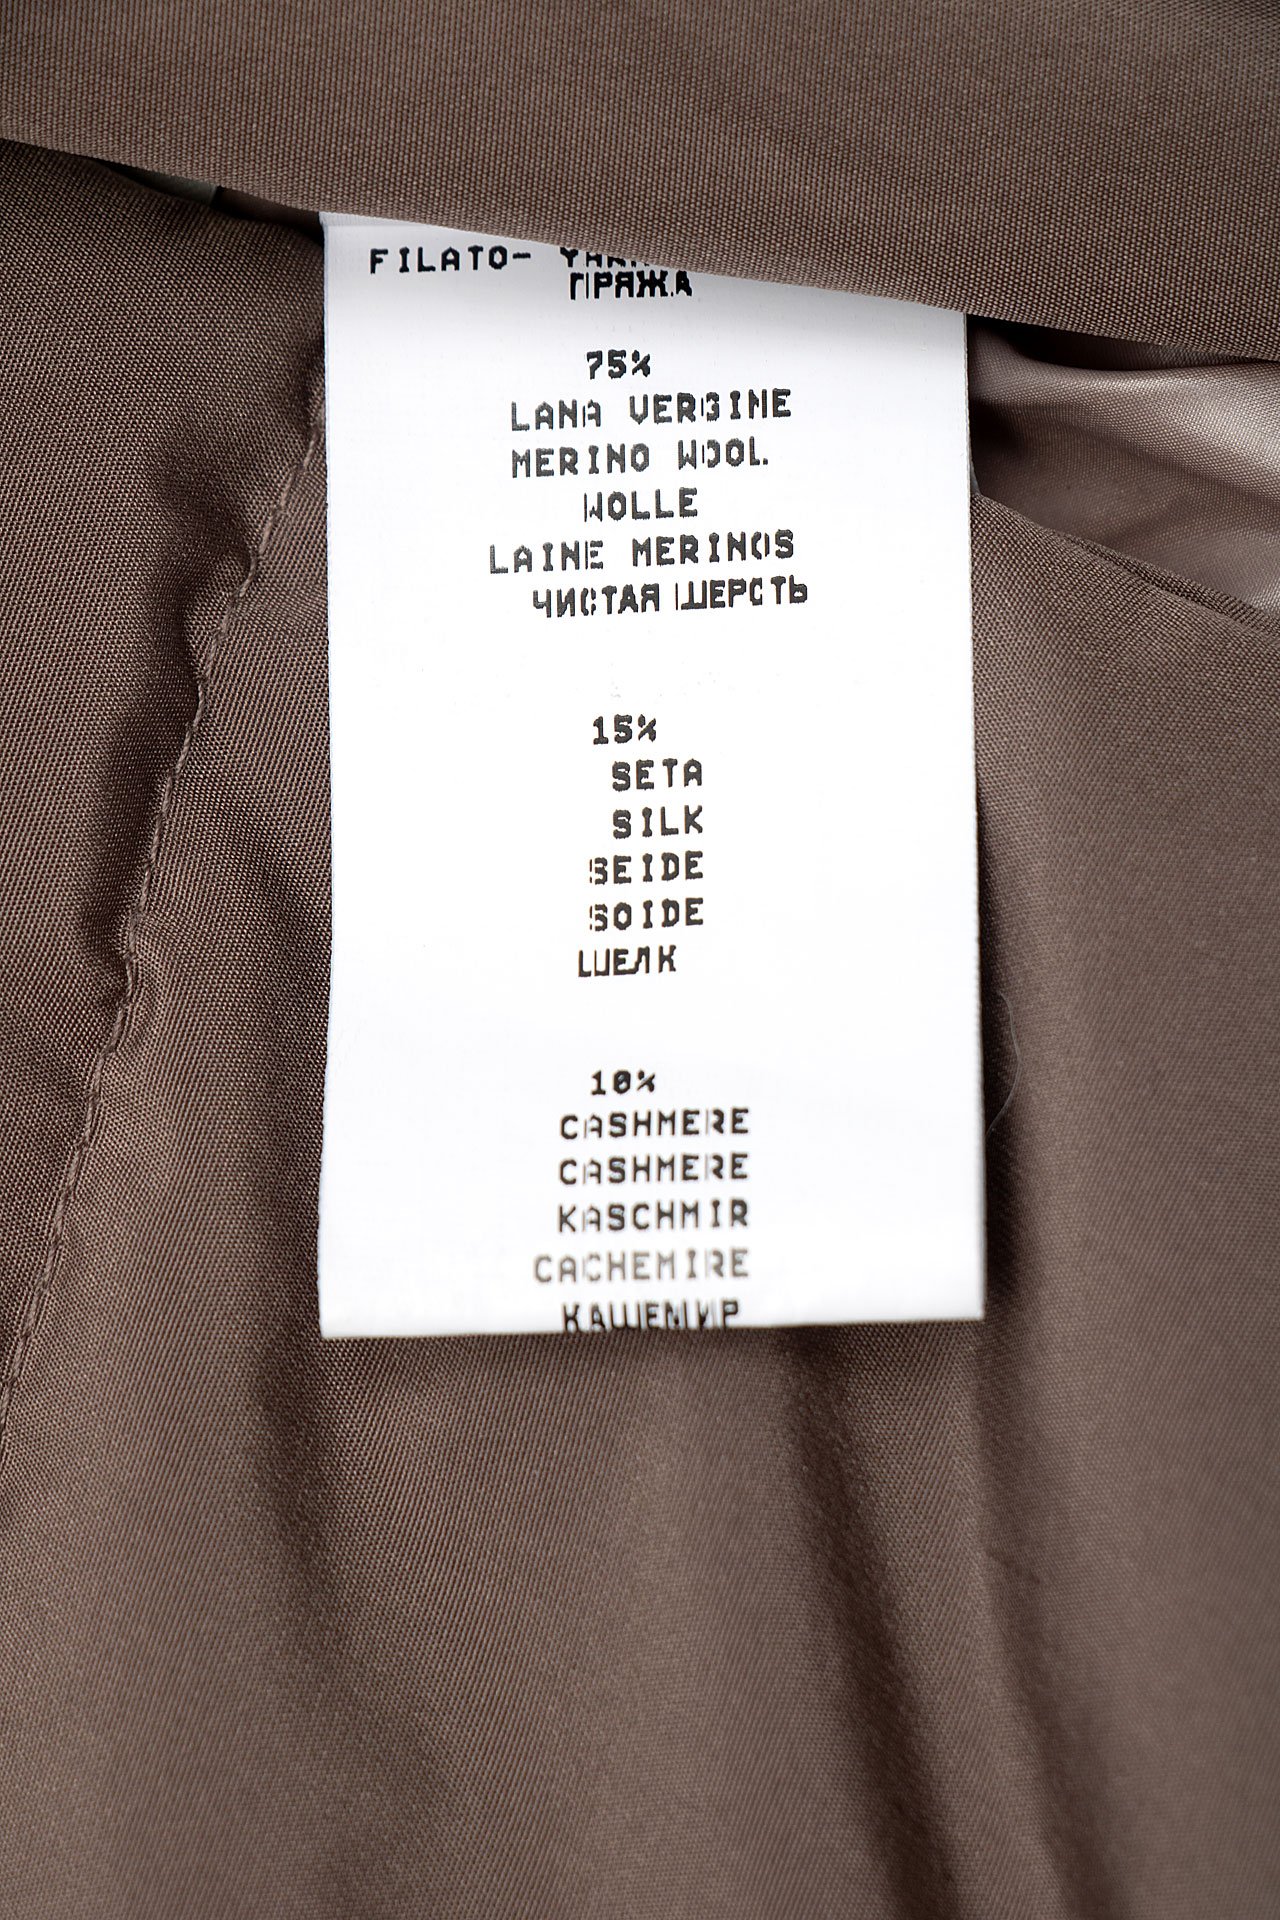 FILATO- YARN
ПРЯЖА
75%
LANA VERGINE
MERINO WOOL
WOLLE
LAINE MERINOS
ЧИСТАЯ ШЕРСТЬ
15%
SETA
SILK
SEIDE
SOIDE
ШЕЛК
10%
CASHMERE
CASHMERE
KASCHMIR
CACHEMIRE
КАШЕМИР